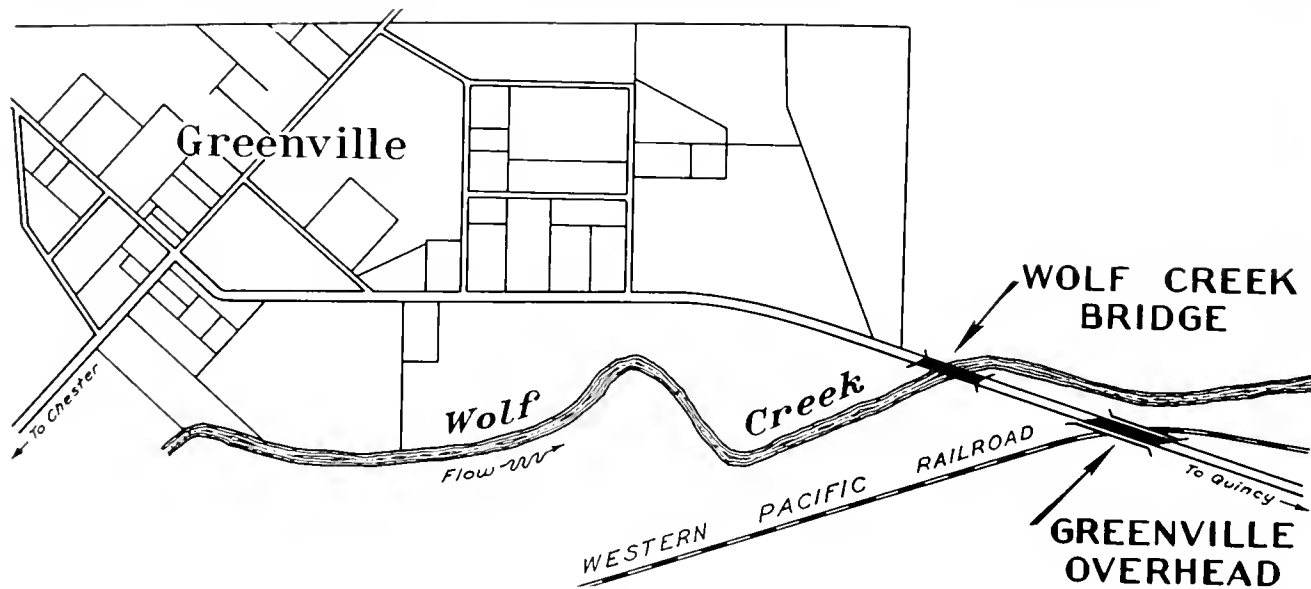 Greenville
WOLF CREEK
BRIDGE
To Chester
Wolf Creek
Flow
WESTERN PACIFIC RAILROAD
To Quincy
GREENVILLE
OVERHEAD